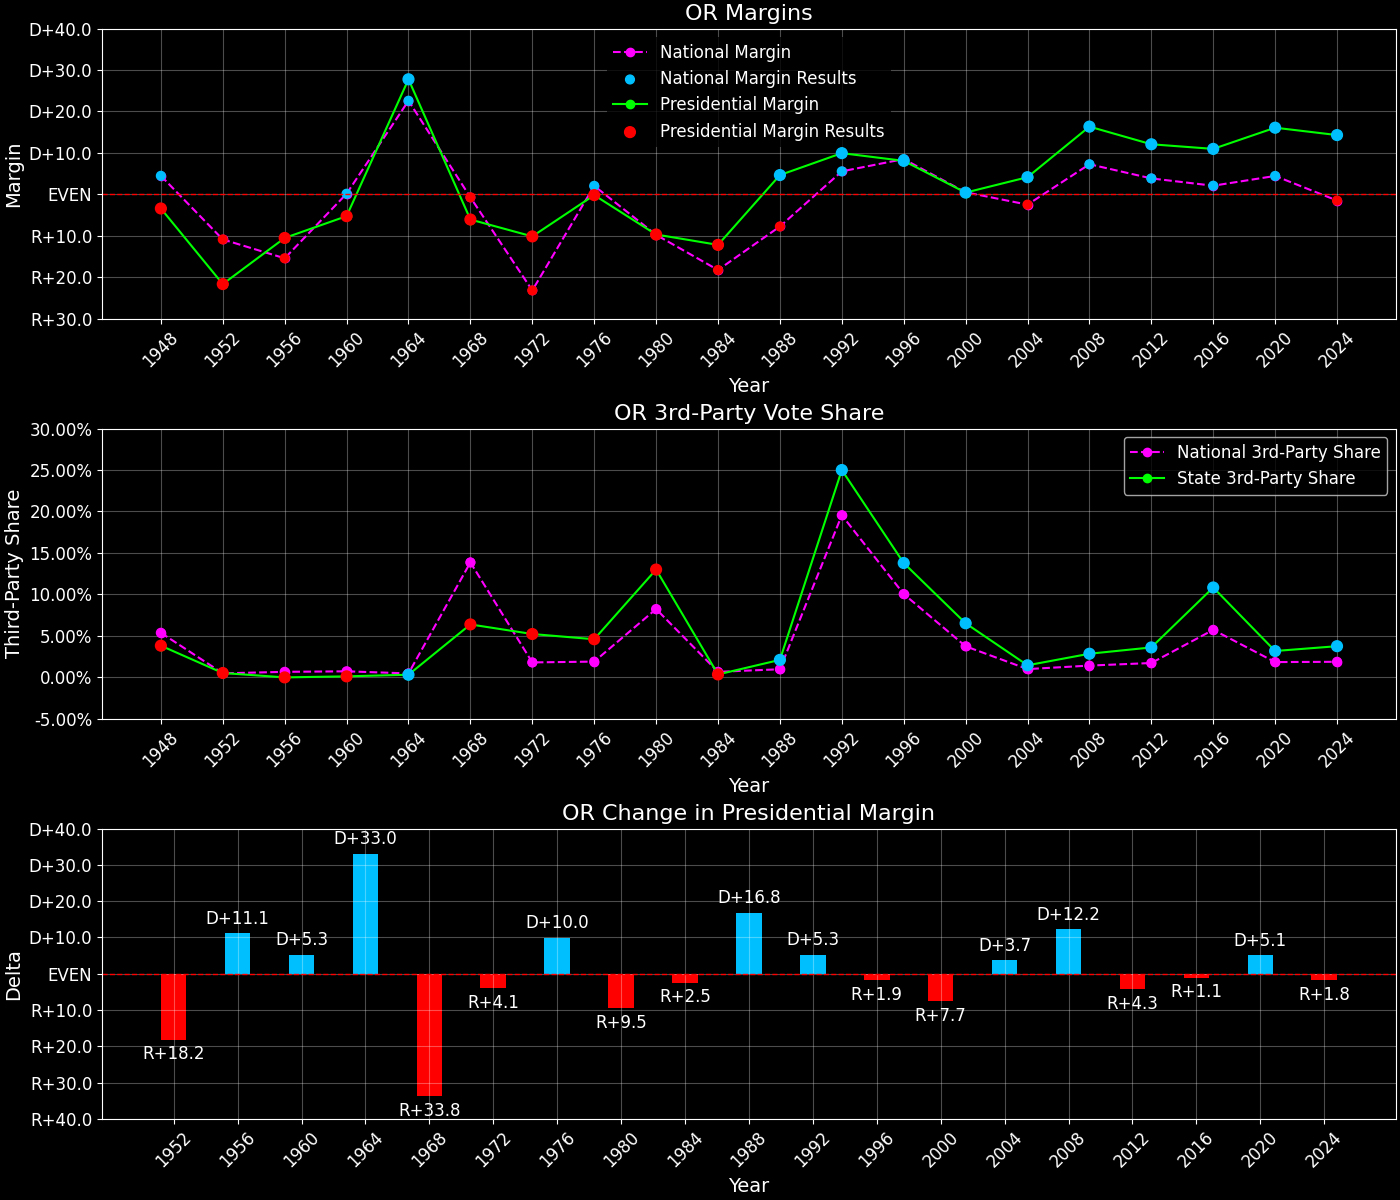 OR Margins
D+40.0
D+30.0
D+20.0
D+10.0
EVEN
R+10.0
R+20.0
R+30.0
Margin
National Margin
National Margin Results
Presidential Margin
Presidential Margin Results
1948 1952 1956 1960 1964 1968 1972 1976 1980 1984 1988 1992 1996 2000 2004 2008 2012 2016 2020 2024
Year
OR 3rd-Party Vote Share
30.00%
25.00%
20.00%
15.00%
10.00%
5.00%
0.00%
-5.00%
Third-Party Share
National 3rd-Party Share
State 3rd-Party Share
1948 1952 1956 1960 1964 1968 1972 1976 1980 1984 1988 1992 1996 2000 2004 2008 2012 2016 2020 2024
Year
OR Change in Presidential Margin
D+40.0
D+30.0
D+20.0
D+10.0
EVEN
R+10.0
R+20.0
R+30.0
R+40.0
Delta
R+18.2
D+11.1
D+5.3
D+33.0
R+33.8
R+4.1
D+10.0
R+9.5
R+2.5
D+16.8
D+5.3
R+1.9
R+7.7
D+3.7
D+12.2
R+4.3
R+1.1
D+5.1
R+1.8
1952 1956 1960 1964 1968 1972 1976 1980 1984 1988 1992 1996 2000 2004 2008 2012 2016 2020 2024
Year